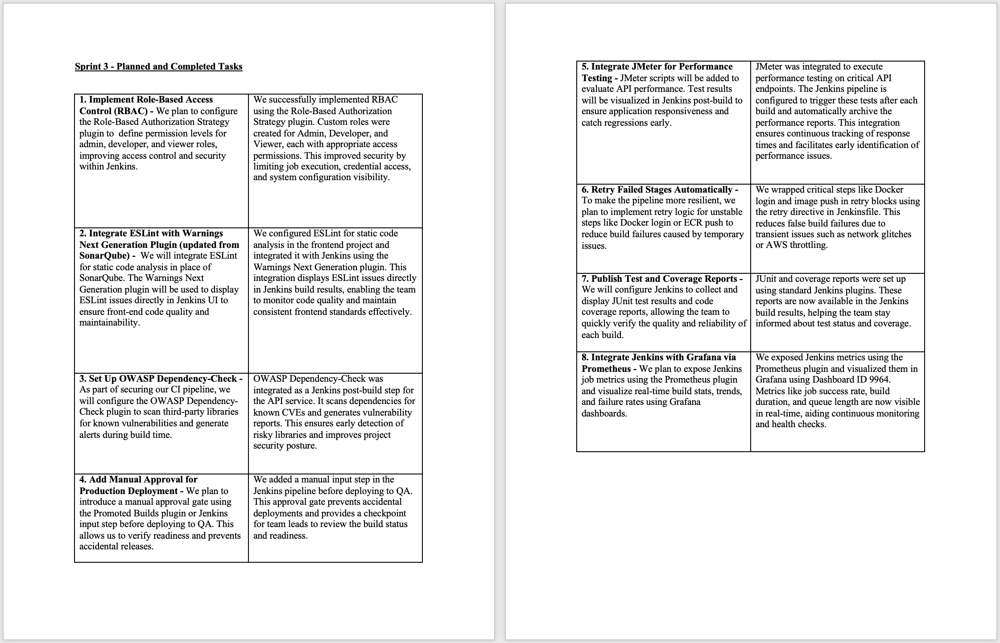 Sprint 3 - Planned and Completed Tasks
1. Implement Role-Based Access
Control (RBAC) - We plan to configure
the Role-Based Authorization Strategy
plugin to  define permission levels for
admin, developer, and viewer roles,
improving access control and security
within Jenkins.
We successfully implemented RBAC
using the Role-Based Authorization
Strategy plugin. Custom roles were
created for Admin, Developer, and
Viewer, each with appropriate access
permissions. This improved security by
limiting job execution, credential access,
and system configuration visibility.
2. Integrate ESLint with Warnings
Next Generation Plugin (updated from
SonarQube) -  We will integrate ESLint
for static code analysis in place of
SonarQube. The Warnings Next
Generation plugin will be used to display
ESLint issues directly in Jenkins UI to
ensure front-end code quality and
maintainability.
We configured ESLint for static code
analysis in the frontend project and
integrated it with Jenkins using the
Warnings Next Generation plugin. This
integration displays ESLint issues directly
in Jenkins build results, enabling the team
to monitor code quality and maintain
consistent frontend standards effectively.
3. Set Up OWASP Dependency-Check -
As part of securing our CI pipeline, we
will configure the OWASP Dependency-
Check plugin to scan third-party libraries
for known vulnerabilities and generate
alerts during build time.
OWASP Dependency-Check was
integrated as a Jenkins post-build step for
the API service. It scans dependencies for
known CVEs and generates vulnerability
reports. This ensures early detection of
risky libraries and improves project
security posture.
4. Add Manual Approval for
Production Deployment - We plan to
introduce a manual approval gate using
the Promoted Builds plugin or Jenkins
input step before deploying to QA. This
allows us to verify readiness and prevents
accidental releases.
We added a manual input step in the
Jenkins pipeline before deploying to QA.
This approval gate prevents accidental
deployments and provides a checkpoint
for team leads to review the build status
and readiness.
5. Integrate JMeter for Performance
Testing - JMeter scripts will be added to
evaluate API performance. Test results
will be visualized in Jenkins post-build to
ensure application responsiveness and
catch regressions early.
JMeter was integrated to execute
performance testing on critical API
endpoints. The Jenkins pipeline is
configured to trigger these tests after each
build and automatically archive the
performance reports. This integration
ensures continuous tracking of response
times and facilitates early identification of
performance issues.
6. Retry Failed Stages Automatically -
To make the pipeline more resilient, we
plan to implement retry logic for unstable
steps like Docker login or ECR push to
reduce build failures caused by temporary
issues.
We wrapped critical steps like Docker
login and image push in retry blocks using
the retry directive in Jenkinsfile. This
reduces false build failures due to
transient issues such as network glitches
or AWS throttling.
7. Publish Test and Coverage Reports -
We will configure Jenkins to collect and
display JUnit test results and code
coverage reports, allowing the team to
quickly verify the quality and reliability of
each build.
JUnit and coverage reports were set up
using standard Jenkins plugins. These
reports are now available in the Jenkins
build results, helping the team stay
informed about test status and coverage.
8. Integrate Jenkins with Grafana via
Prometheus - We plan to expose Jenkins
job metrics using the Prometheus plugin
and visualize real-time build stats, trends,
and failure rates using Grafana
dashboards.
We exposed Jenkins metrics using the
Prometheus plugin and visualized them in
Grafana using Dashboard ID 9964.
Metrics like job success rate, build
duration, and queue length are now visible
in real-time, aiding continuous monitoring
and health checks.